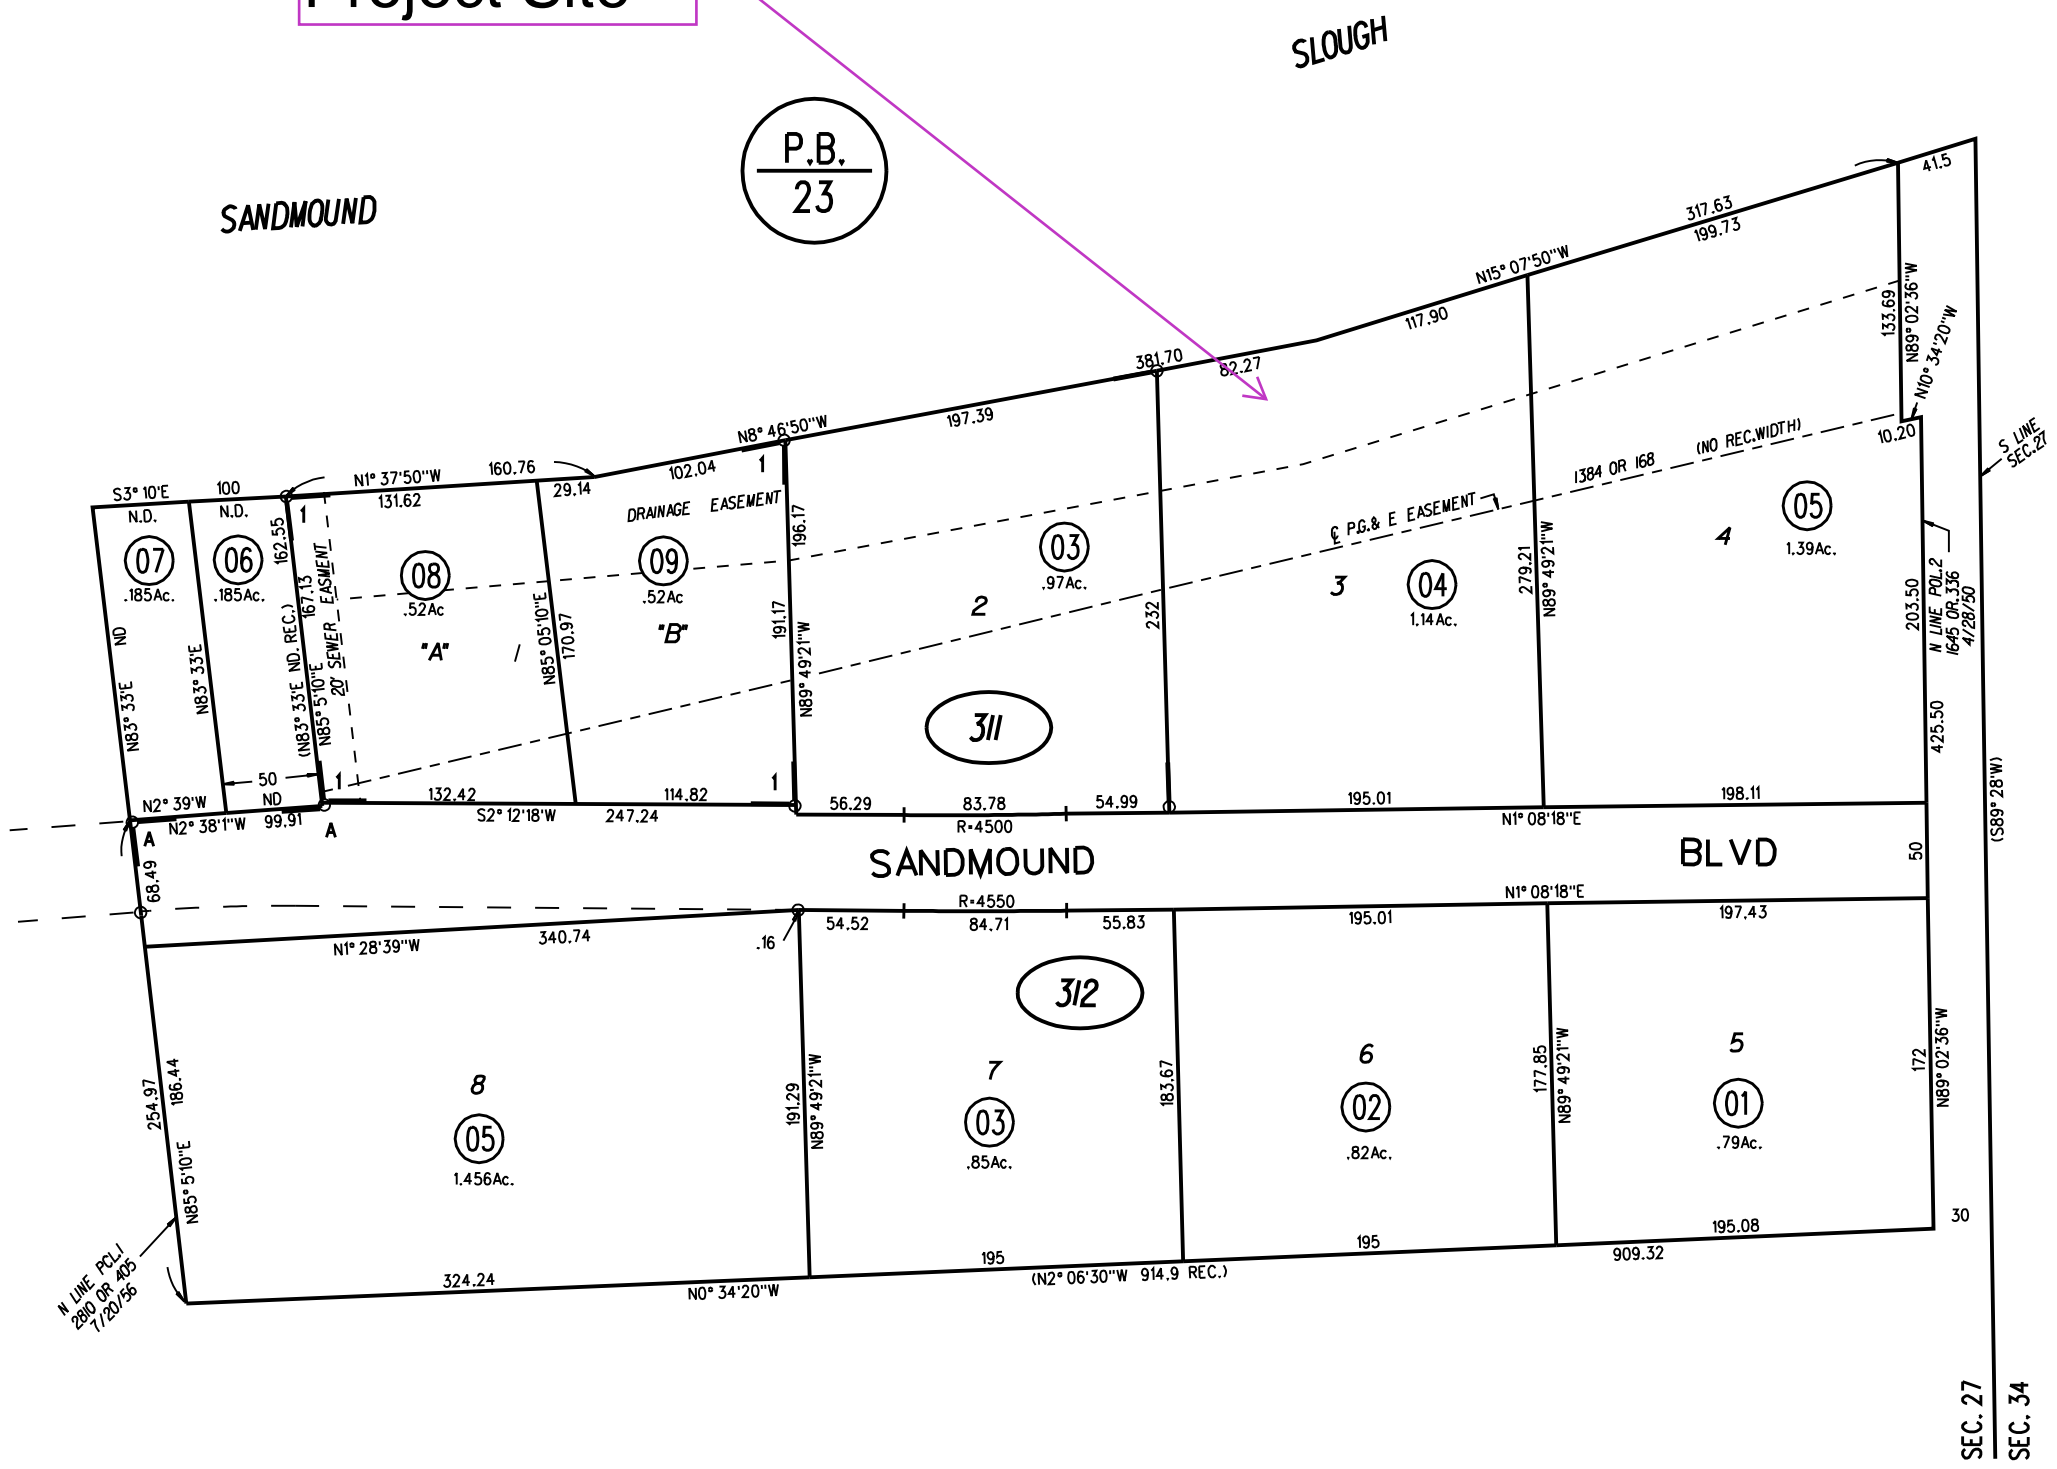 Project Site
SLOUGH
P.B.
23
SANDMOUND
41.5
317.63
199.73
N15° 07'50"W
117.90
133.69
N89° 02'36"W
N10° 34'20"W
10.20
S LINE
SEC.27
381.70
82.27
197.39
N8° 46'50"W
102.04
1
160.76
N1° 37'50"W
131.62
29.14
S3° 10'E
100
N.D.
N.D.
1
DRAINAGE EASEMENT
(NO REC.WIDTH)
1384 OR 168
℄ P.G.& E EASEMENT
162.55
167.13
20' SEWER EASMENT
(N83° 33'E ND. REC.)
N85° 5'10"E
07
.185Ac.
06
.185Ac.
08
.52Ac
"A"
1
09
.52Ac
"B"
N85° 05'10"E
170.97
196.17
191.17
N89° 49'21"W
03
.97Ac.
2
232
3
04
1.14Ac.
279.21
N89° 49'21"W
4
05
1.39Ac.
203.50
N LINE POL.2
1645 OR.336
4/28/50
425.50
(S89° 28'W)
ND
N83° 33'E
N83° 33'E
311
50
ND
1
1
N2° 39'W
N2° 38'1"W
99.91
A
A
132.42
114.82
S2° 12'18"W
247.24
56.29
83.78
54.99
R=4500
195.01
198.11
N1° 08'18"E
SANDMOUND
BLVD
50
68.49
R=4550
N1° 08'18"E
54.52
84.71
55.83
195.01
197.43
.16
N1° 28'39"W
340.74
312
8
05
1.456Ac.
7
03
.85Ac.
6
02
.82Ac.
5
01
.79Ac.
254.97
186.44
N85° 5'10"E
191.29
N89° 49'21"W
183.67
177.85
N89° 49'21"W
172
N89° 02'36"W
N LINE PCL.1
2810 OR 405
7/20/56
324.24
195
195
195.08
30
N0° 34'20"W
(N2° 06'30"W 914.9 REC.)
909.32
SEC. 27
SEC. 34